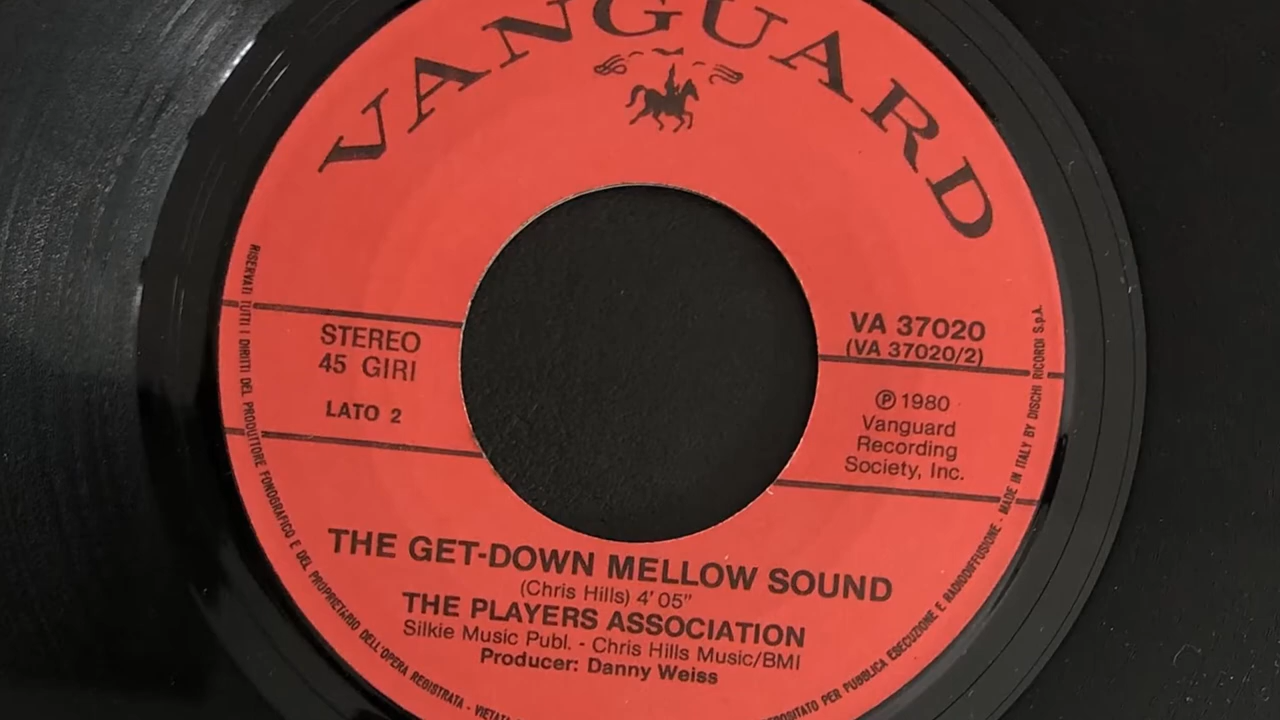 VANGUARD
STEREO
45 GIRI
LATO 2
VA 37020
(VA 37020/2)
Ⓟ 1980
Vanguard
Recording
Society, Inc.
THE GET-DOWN MELLOW SOUND
(Chris Hills) 4' 05"
THE PLAYERS ASSOCIATION
Silkie Music Publ. - Chris Hills Music/BMI
Producer: Danny Weiss
RISERVATI TUTTI I DIRITTI DEL PRODUTTORE FONOGRAFICO E DEL PROPRIETARIO DELL'OPERA REGISTRATA - VIETATA
PER PUBBLICA ESECUZIONE E RADIODIFFUSIONE - MADE IN ITALY BY DISCHI RICORDI S.p.A.